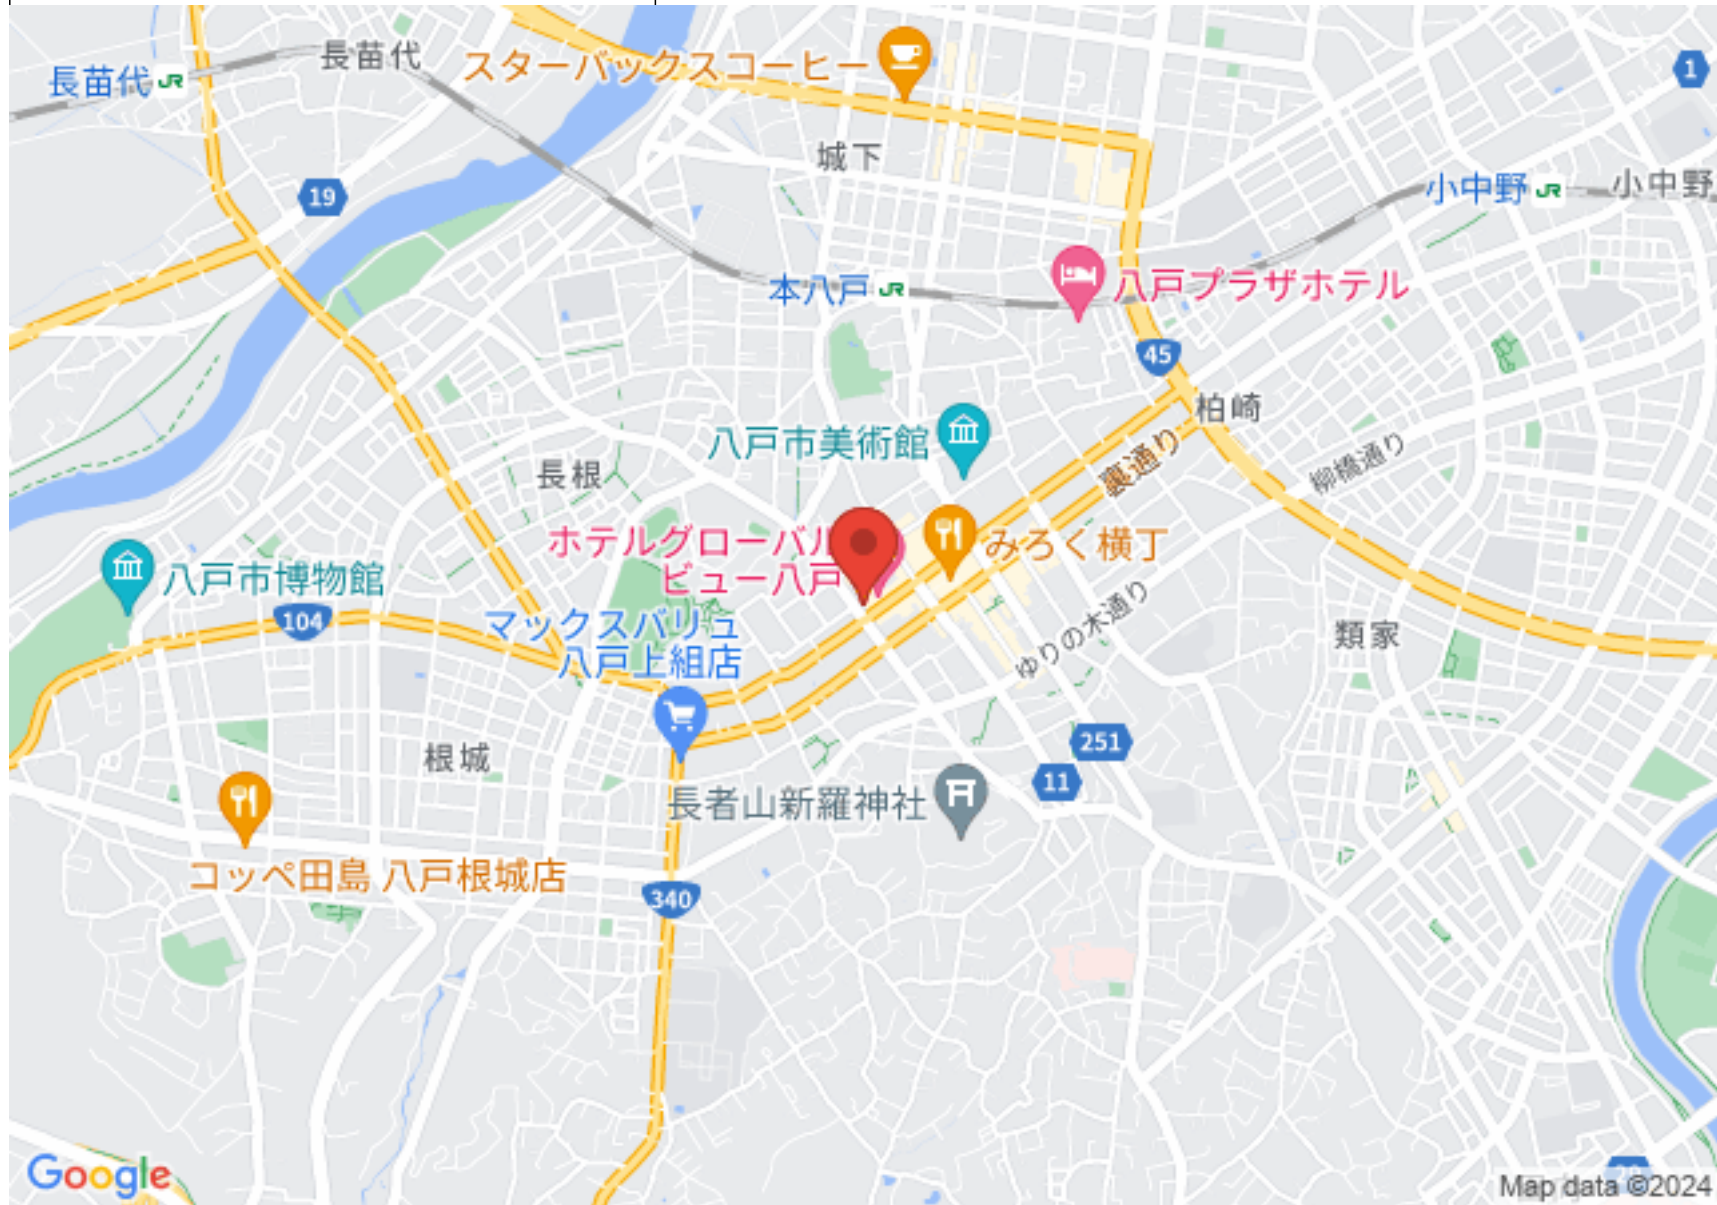 長苗代
JR
長苗代
スターバックスコーヒー
1
城下
19
小中野
JR
小中野
本八戸
JR
八戸プラザホテル
45
柏崎
八戸市美術館
裏通り
柳橋通り
長根
ホテルグローバル
ビュー八戸
みろく横丁
八戸市博物館
104
マックスバリュ
八戸上組店
ゆりの木通り
類家
根城
251
11
長者山新羅神社
コッペ田島 八戸根城店
340
Google
Map data ©2024